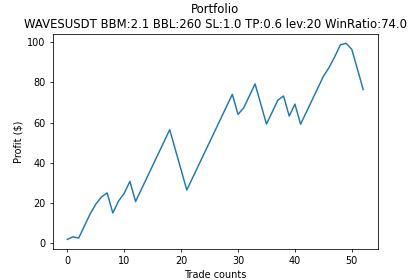 Portfolio
WAVESUSDT BBM:2.1 BBL:260 SL:1.0 TP:0.6 lev:20 WinRatio:74.0
100
80
60
40
20
0
Profit ($)
0 10 20 30 40 50
Trade counts